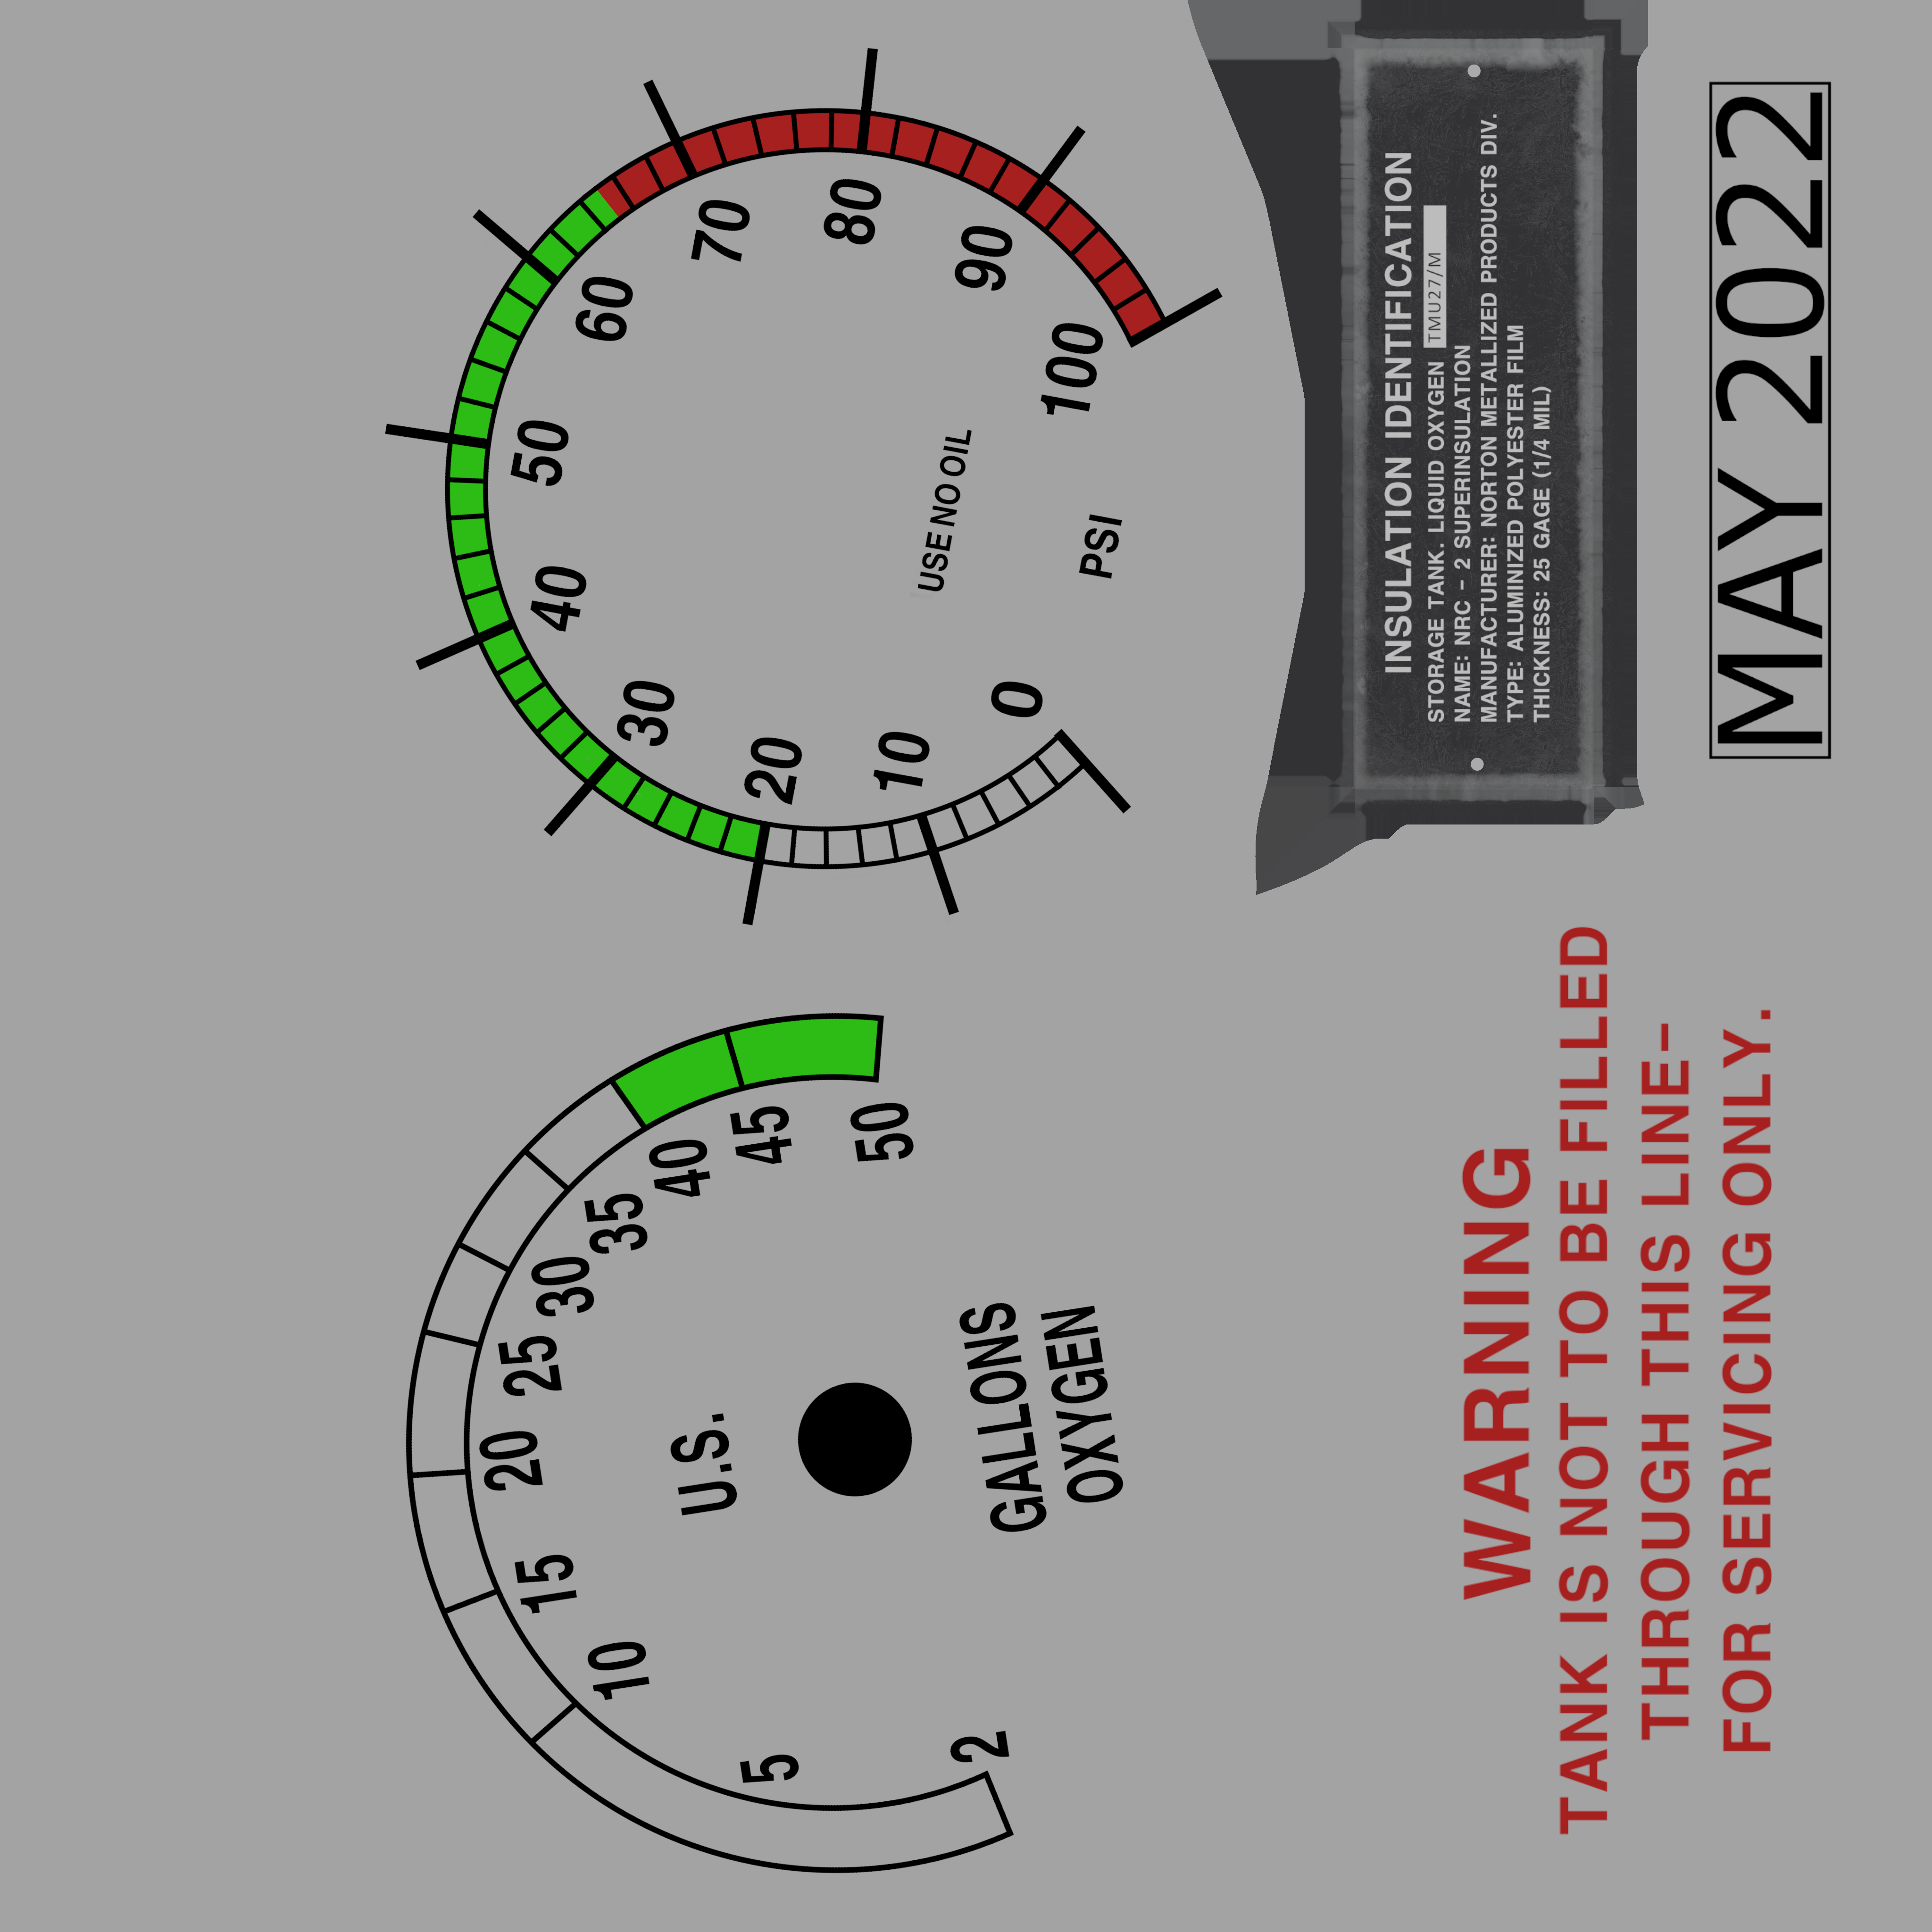 0
10
20
30
40
50
60
70
80
90
100
USE NO OIL
PSI
INSULATION IDENTIFICATION
STORAGE TANK. LIQUID OXYGEN TMU27/M
NAME: NRC - 2 SUPERINSULATION
MANUFACTURER: NORTON METALLIZED PRODUCTS DIV.
TYPE: ALUMINIZED POLYESTER FILM
THICKNESS: 25 GAGE (1/4 MIL)
MAY 2022
2
5
10
15
20
25
30
35
40
45
50
U.S.
GALLONS
OXYGEN
WARNING
TANK IS NOT TO BE FILLED
THROUGH THIS LINE-
FOR SERVICING ONLY.